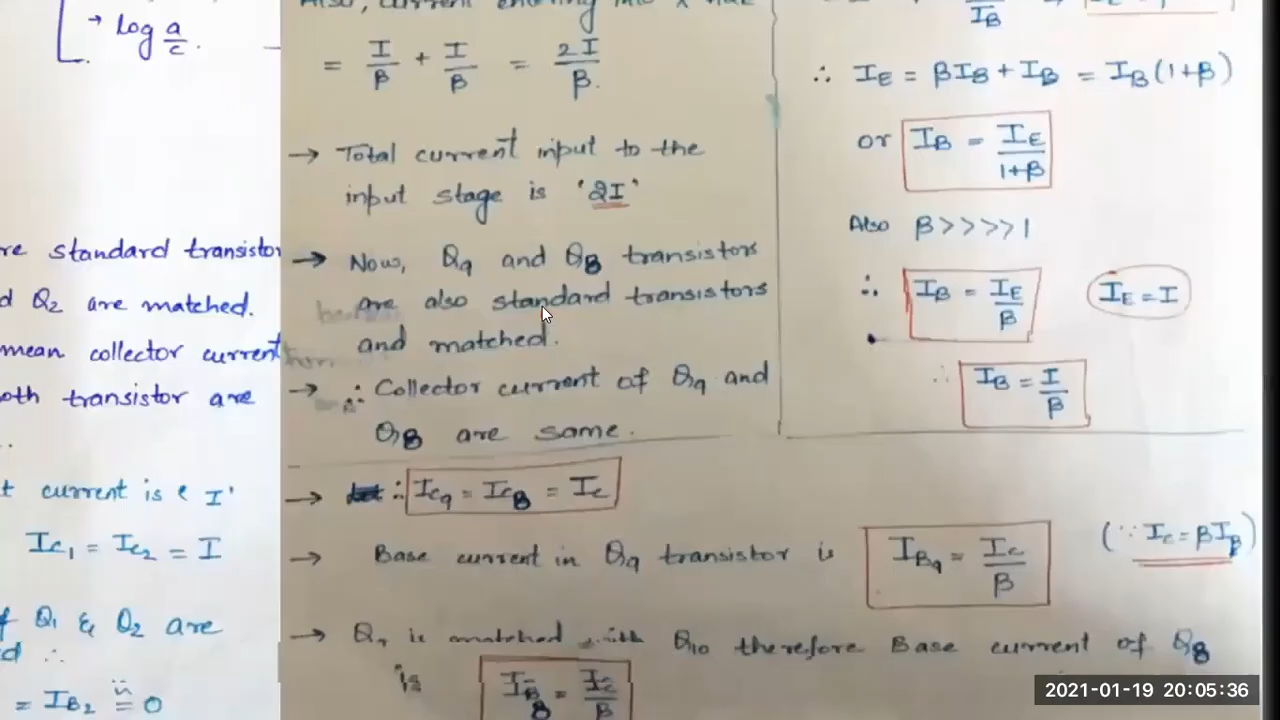 → Log a/c.
re standard transistor
d Q2 are matched.
mean collector current
oth transistor are
t current is 'I'
IC1 = IC2 = I
f Q1 & Q2 are
d ∴
= IB2 ≅ 0
Also, current entering into
= I/β + I/β = 2I/β.
→ Total current input to the
input stage is '2I'
→ Now, Q9 and Q8 transistors
are also standard transistors
and matched.
→ ∴ Collector current of Q9 and
Q8 are same.
→ ∴ IC9 = IC8 = IC
→ Base current in Q9 transistor is IB9 = IC/β (∵ IC = βIB)
→ Q9 is matched with Q10 therefore Base current of Q8
is IB8 = IC/β
IB
∴ IE = βIB + IB = IB(1+β)
or IB = IE/1+β
Also β>>>>1
∴ IB = IE/β IE = I
∴ IB = I/β
2021-01-19 20:05:36